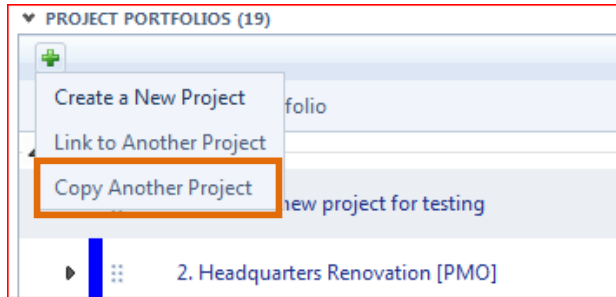 PROJECT PORTFOLIOS (19)
Create a New Project
folio
Link to Another Project
Copy Another Project
new project for testing
2. Headquarters Renovation [PMO]